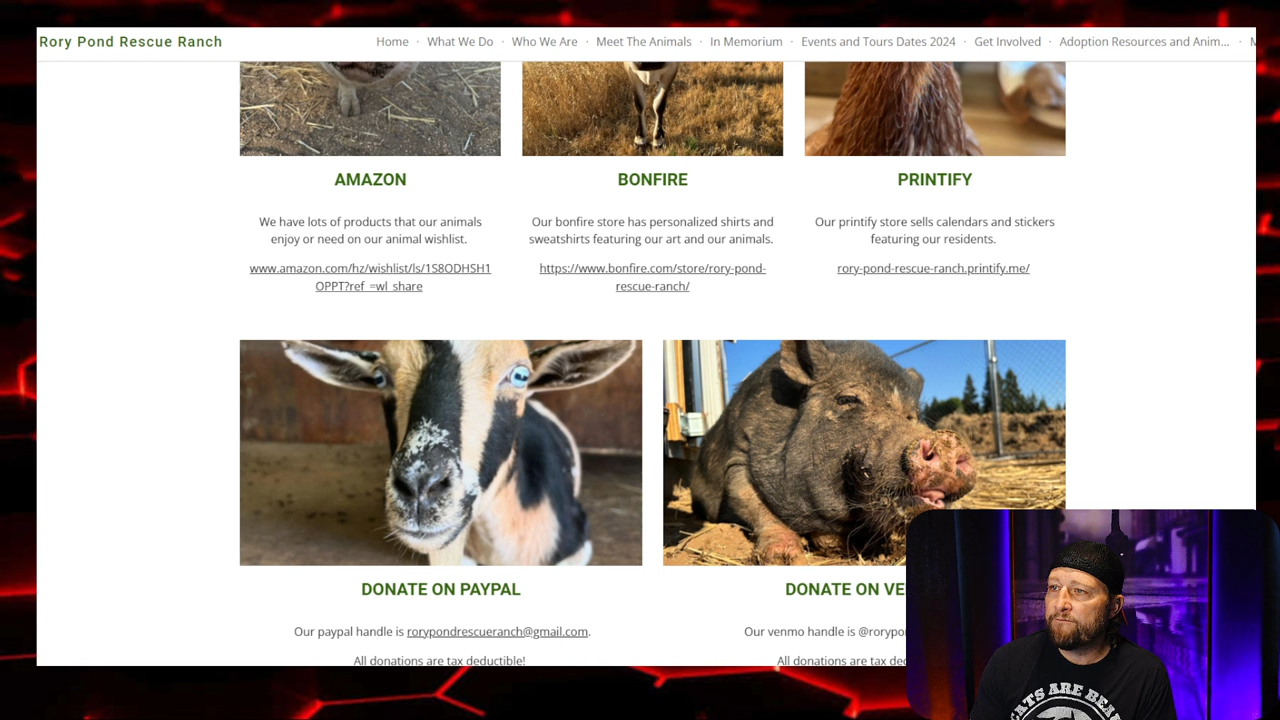 Rory Pond Rescue Ranch
Home · What We Do · Who We Are · Meet The Animals · In Memorium · Events and Tours Dates 2024 · Get Involved · Adoption Resources and Anim... ·
AMAZON
We have lots of products that our animals
enjoy or need on our animal wishlist.
www.amazon.com/hz/wishlist/ls/1S8ODHSH1
OPPT?ref_=wl_share
BONFIRE
Our bonfire store has personalized shirts and
sweatshirts featuring our art and our animals.
https://www.bonfire.com/store/rory-pond-
rescue-ranch/
PRINTIFY
Our printify store sells calendars and stickers
featuring our residents.
rory-pond-rescue-ranch.printify.me/
DONATE ON PAYPAL
Our paypal handle is rorypondrescueranch@gmail.com.
All donations are tax deductible!
DONATE ON VE
Our venmo handle is @rorypo
All donations are tax de
ATS ARE BEA